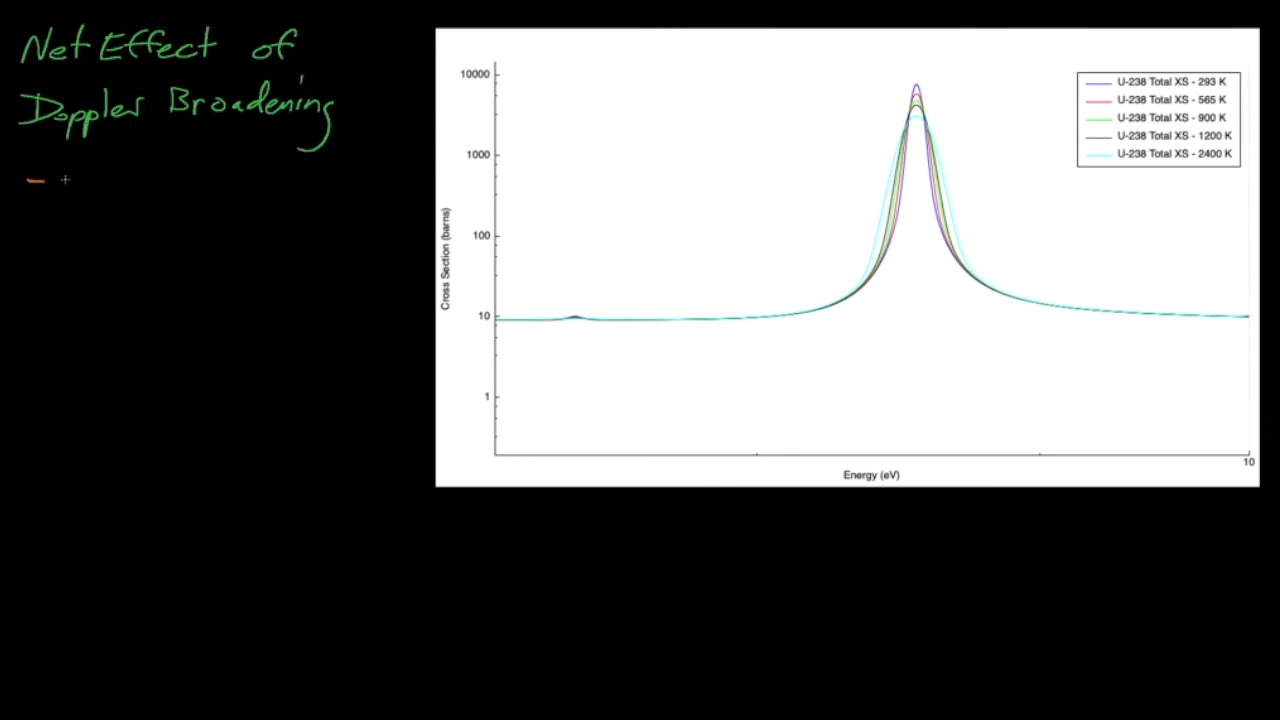 Net Effect of
Doppler Broadening
-
10000
1000
100
10
1
Cross Section (barns)
Energy (eV)
10
U-238 Total XS - 293 K
U-238 Total XS - 565 K
U-238 Total XS - 900 K
U-238 Total XS - 1200 K
U-238 Total XS - 2400 K